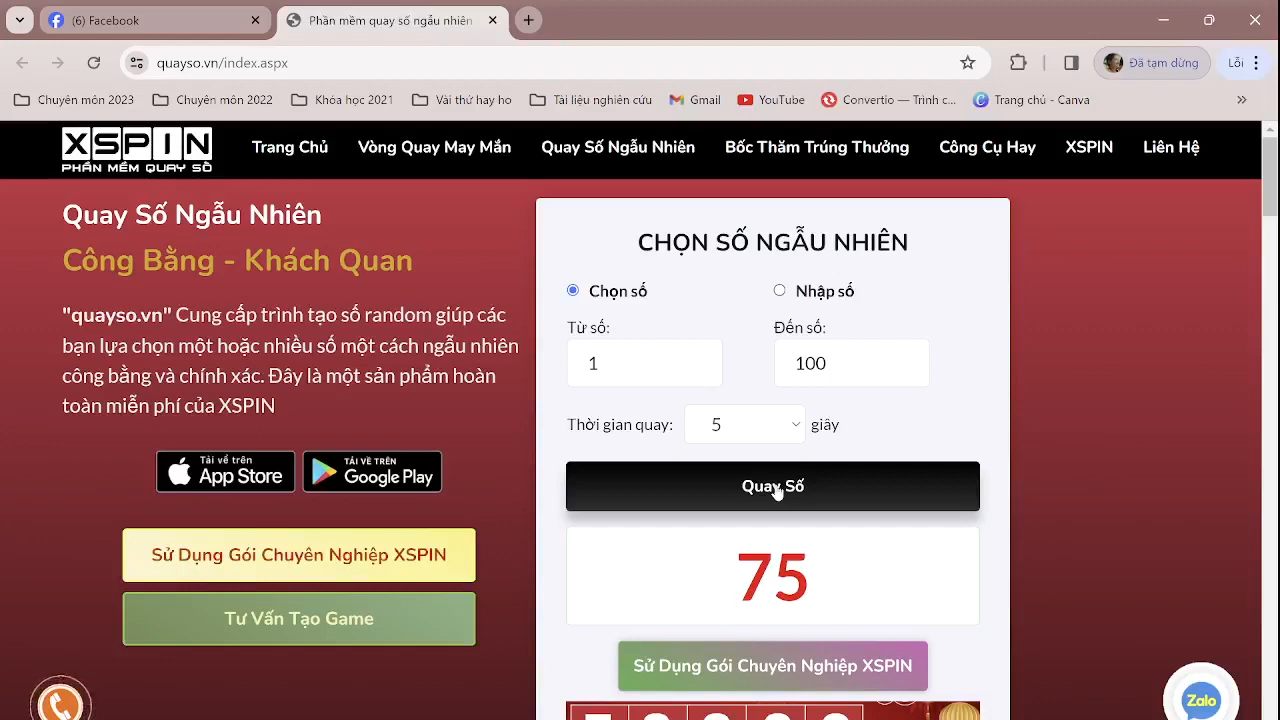 (6) Facebook
Phần mềm quay số ngẫu nhiên
quayso.vn/index.aspx
Đã tạm dừng
Lỗi
Chuyên môn 2023
Chuyên môn 2022
Khóa học 2021
Vài thứ hay ho
Tài liệu nghiên cứu
Gmail
YouTube
Convertio — Trình c...
Trang chủ - Canva
XSPIN
PHẦN MỀM QUAY SỐ
Trang Chủ
Vòng Quay May Mắn
Quay Số Ngẫu Nhiên
Bốc Thăm Trúng Thưởng
Công Cụ Hay
XSPIN
Liên Hệ
Quay Số Ngẫu Nhiên
Công Bằng - Khách Quan
"quayso.vn" Cung cấp trình tạo số random giúp các
bạn lựa chọn một hoặc nhiều số một cách ngẫu nhiên
công bằng và chính xác. Đây là một sản phẩm hoàn
toàn miễn phí của XSPIN
Tải về trên
App Store
TẢI VỀ TRÊN
Google Play
Sử Dụng Gói Chuyên Nghiệp XSPIN
Tư Vấn Tạo Game
CHỌN SỐ NGẪU NHIÊN
Chọn số
Nhập số
Từ số:
Đến số:
1
100
Thời gian quay:
5
giây
Quay Số
75
Sử Dụng Gói Chuyên Nghiệp XSPIN
Zalo